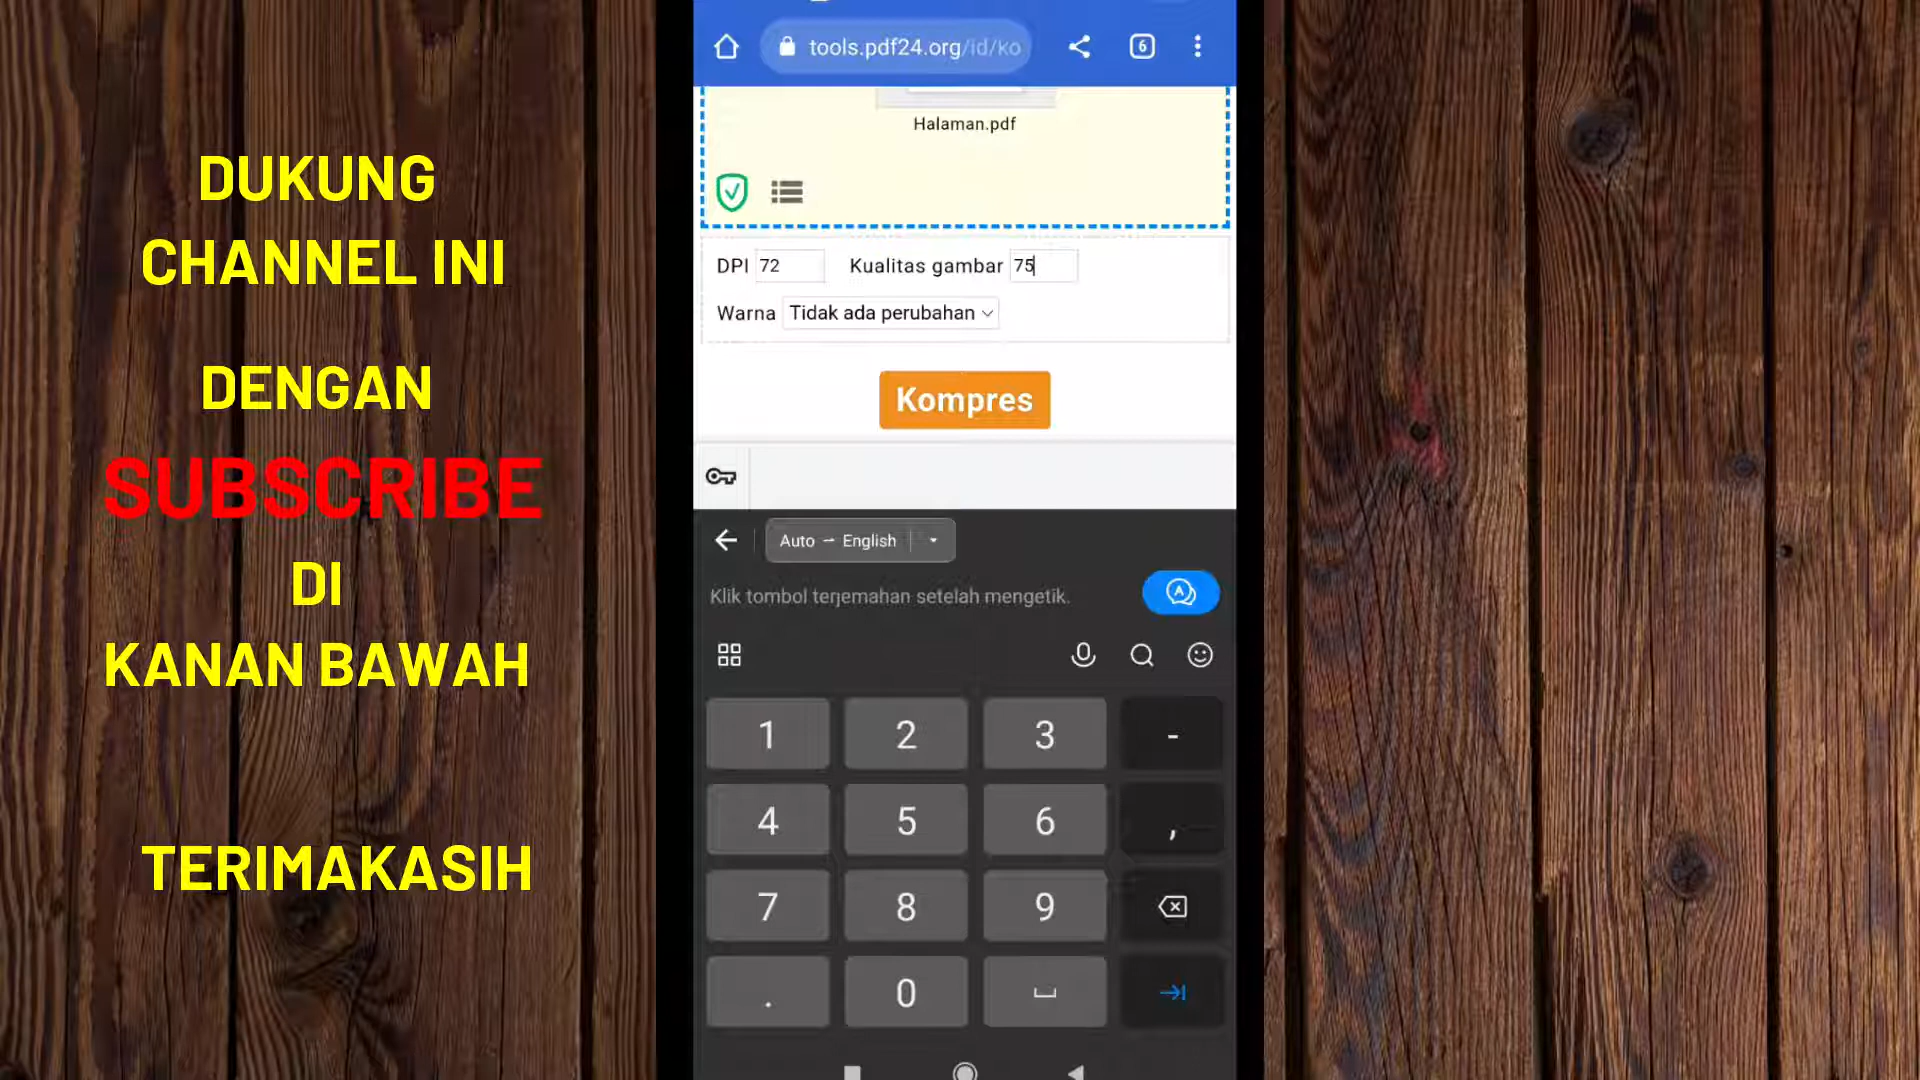 DUKUNG
CHANNEL INI
DENGAN
SUBSCRIBE
DI
KANAN BAWAH
TERIMAKASIH
tools.pdf24.org/id/ko
6
Halaman.pdf
DPI 72 Kualitas gambar 75
Warna Tidak ada perubahan
Kompres
Auto → English
Klik tombol terjemahan setelah mengetik.
A
1 2 3 -
4 5 6 ,
7 8 9
. 0